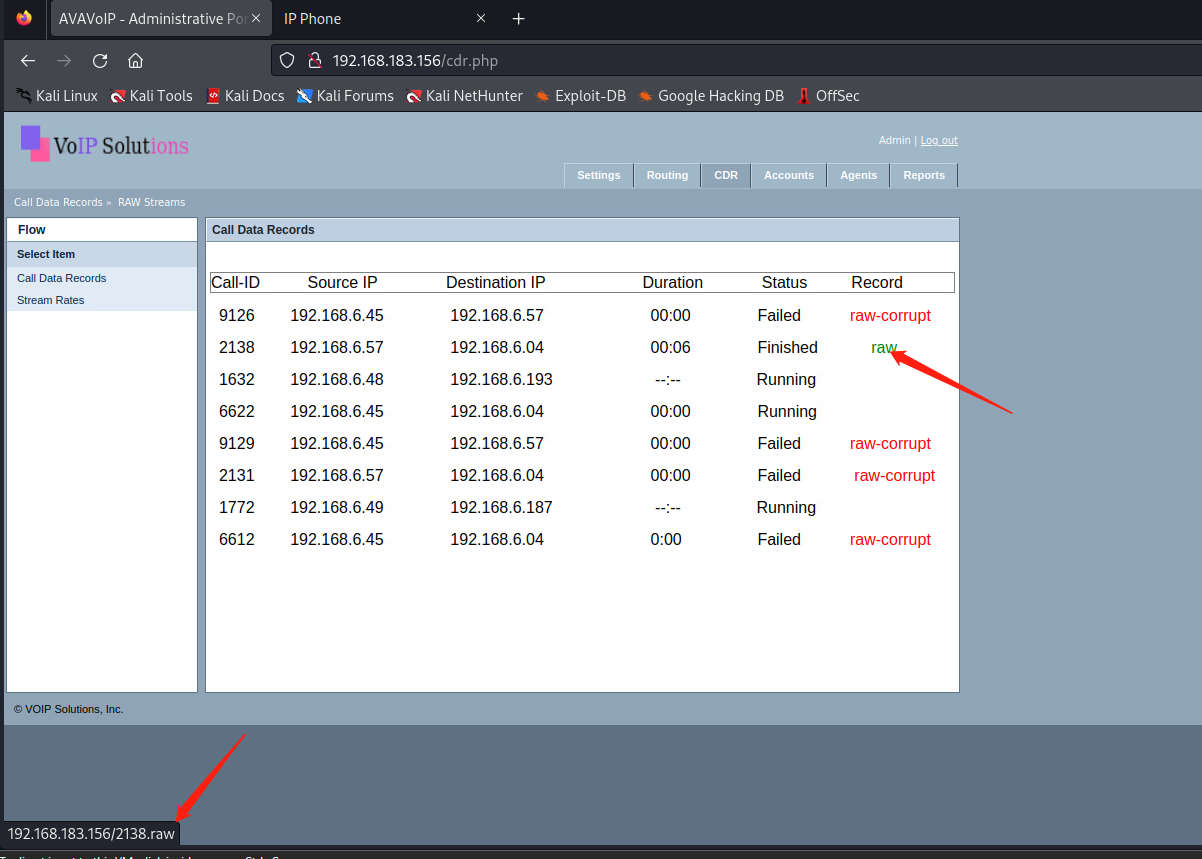 AVAVoIP - Administrative Por
IP Phone
192.168.183.156/cdr.php
Kali Linux Kali Tools Kali Docs Kali Forums Kali NetHunter Exploit-DB Google Hacking DB OffSec
VoIP Solutions
Admin | Log out
Settings Routing CDR Accounts Agents Reports
Call Data Records » RAW Streams
Flow
Select Item
Call Data Records
Stream Rates
Call Data Records
Call-ID Source IP Destination IP Duration Status Record
9126 192.168.6.45 192.168.6.57 00:00 Failed raw-corrupt
2138 192.168.6.57 192.168.6.04 00:06 Finished raw
1632 192.168.6.48 192.168.6.193 --:-- Running
6622 192.168.6.45 192.168.6.04 00:00 Running
9129 192.168.6.45 192.168.6.57 00:00 Failed raw-corrupt
2131 192.168.6.57 192.168.6.04 00:00 Failed raw-corrupt
1772 192.168.6.49 192.168.6.187 --:-- Running
6612 192.168.6.45 192.168.6.04 0:00 Failed raw-corrupt
© VOIP Solutions, Inc.
192.168.183.156/2138.raw